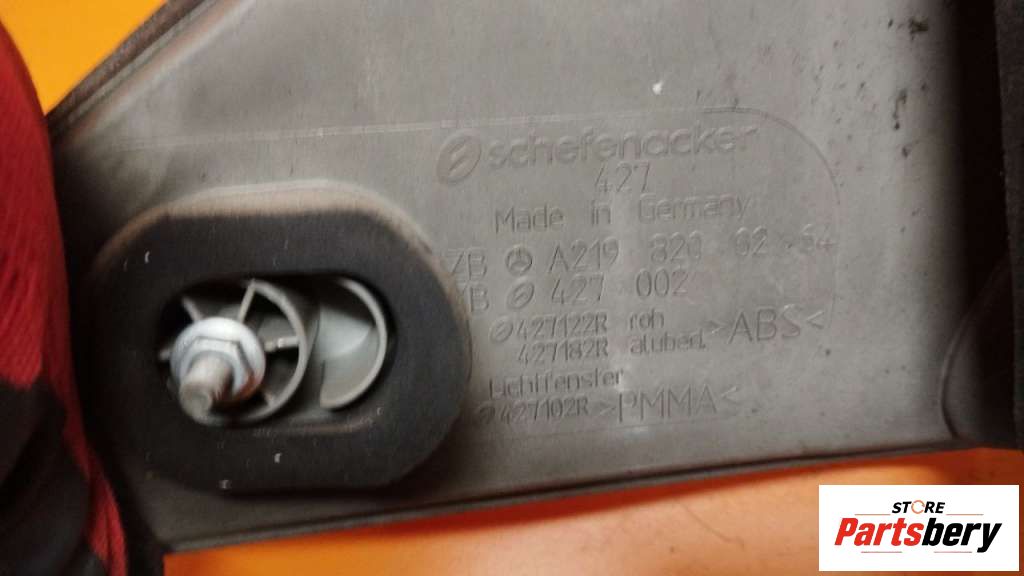 schefenacker
427
Made in Germany
ZB A219 820 02 64
ZB 427 002
427122R roh
427182R alubed. >ABS<
Lichtfenster
427102R >PMMA<
STORE
Partsbery